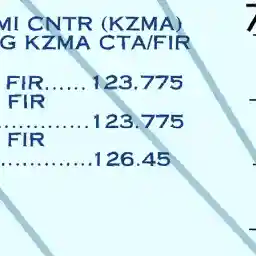 MI CNTR (KZMA)
G KZMA CTA/FIR
FIR......123.775
FIR
.............123.775
FIR
.............126.45